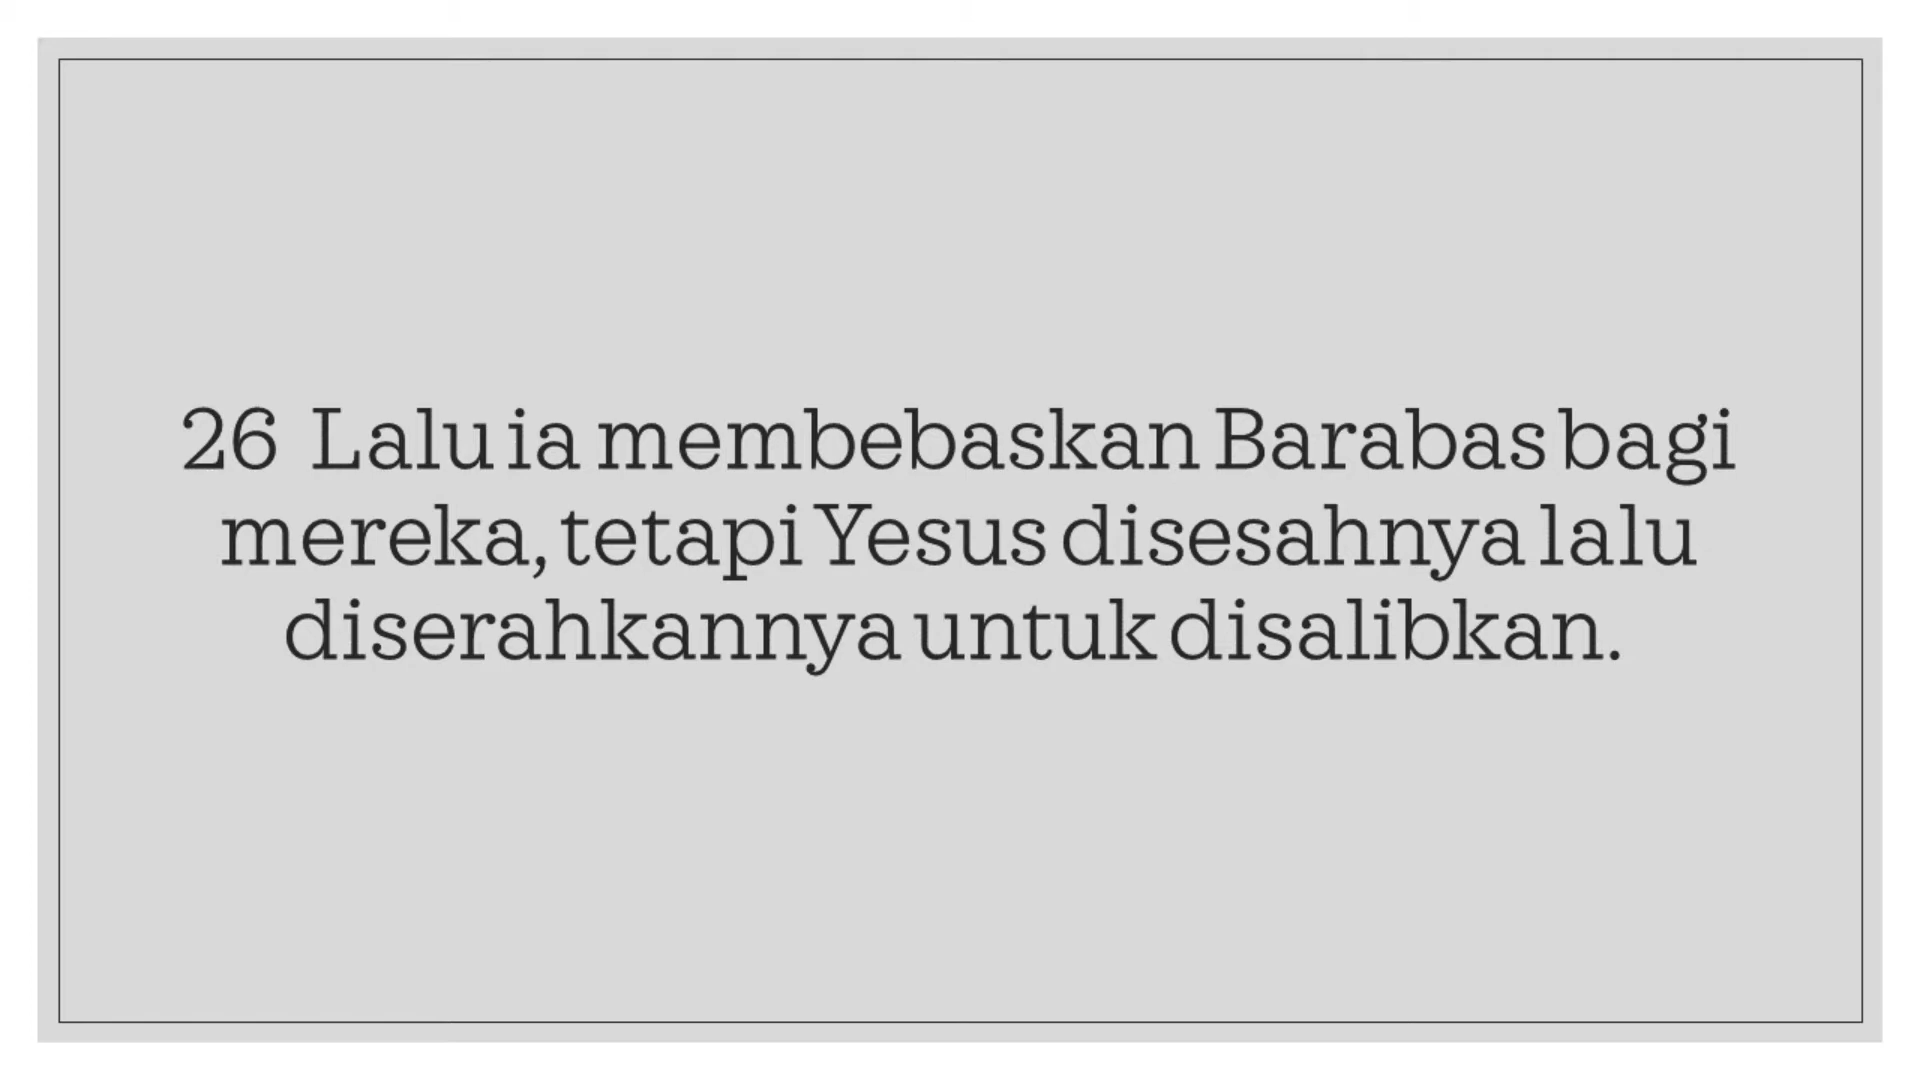 26 Lalu ia membebaskan Barabas bagi
mereka, tetapi Yesus disesahnya lalu
diserahkannya untuk disalibkan.